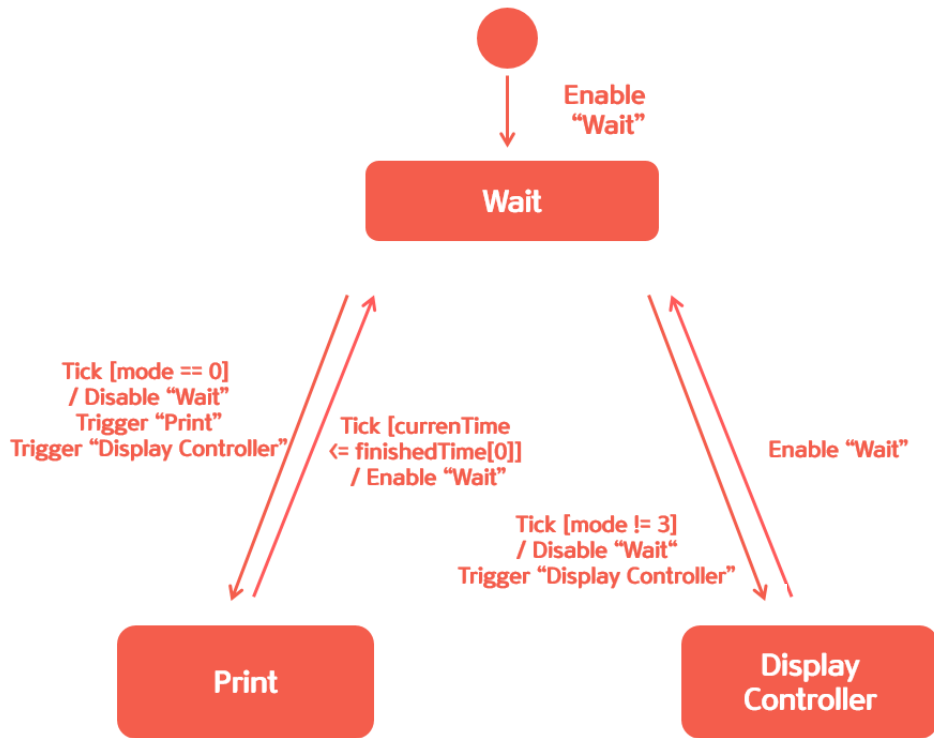 Enable
“Wait”
Wait
Tick [mode == 0]
/ Disable “Wait”
Trigger “Print”
Trigger “Display Controller”
Tick [currenTime
<= finishedTime[0]]
/ Enable “Wait”
Enable “Wait”
Tick [mode != 3]
/ Disable “Wait“
Trigger “Display Controller”
Print
Display
Controller